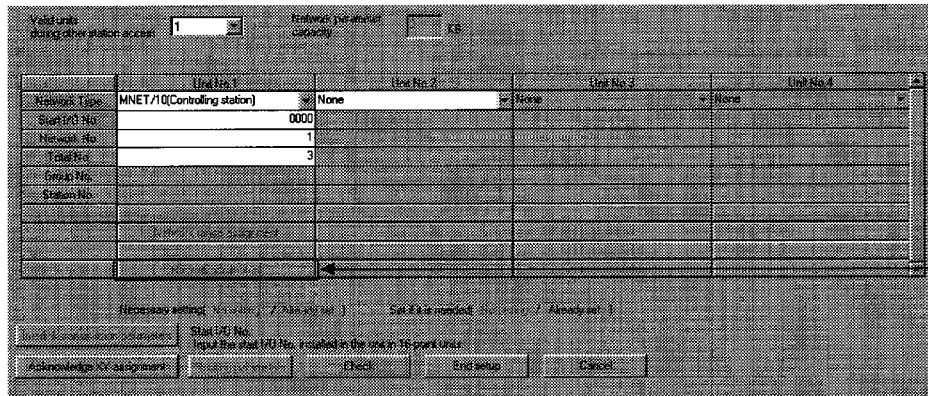 Valid units
during other station access
1
Network parameter
capacity
KB
Unit No.1 Unit No.2 Unit No.3 Unit No.4
Network Type MNET/10(Controlling station) None None None
Start I/O No. 0000
Network No. 1
Total No. 3
Group No.
Station No.
Necessary setting( / Already set ) Set if it is needed( / Already set )
Start I/O No.
Input the start I/O No. installed in the unit in 16-point units
Acknowledge XY assignment Check End setup Cancel